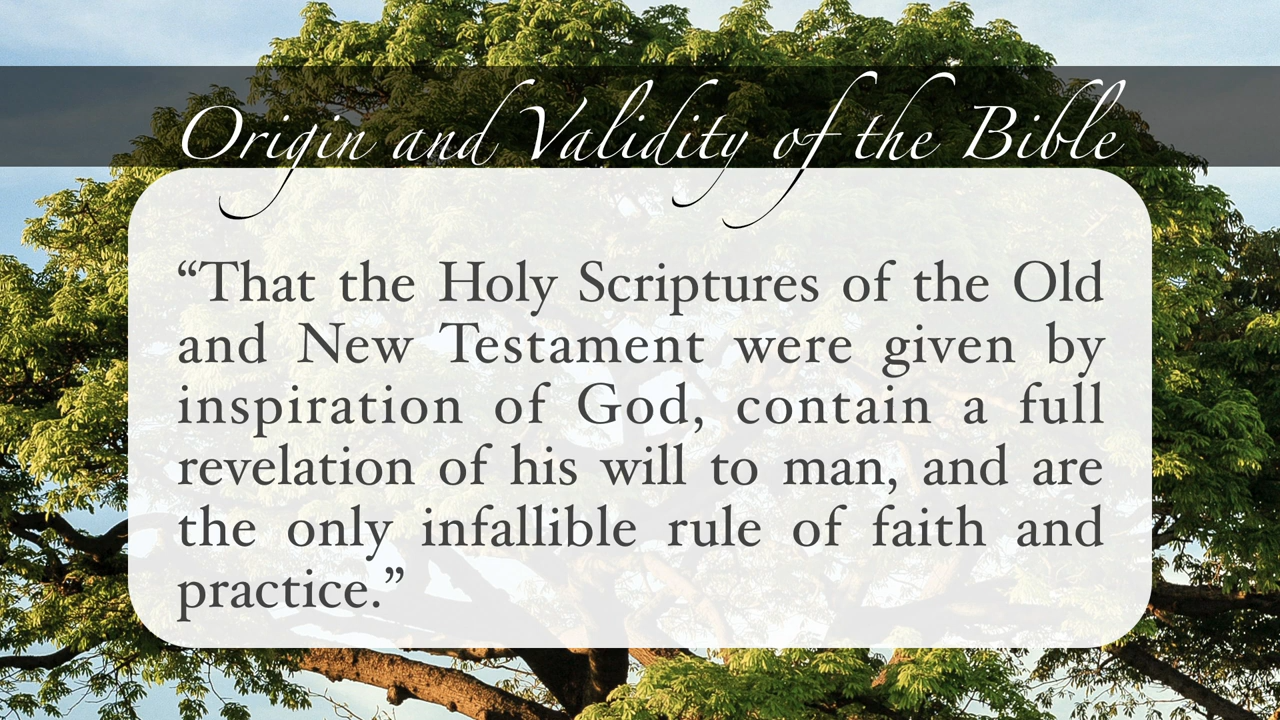 Origin and Validity of the Bible
“That the Holy Scriptures of the Old
and New Testament were given by
inspiration of God, contain a full
revelation of his will to man, and are
the only infallible rule of faith and
practice.”